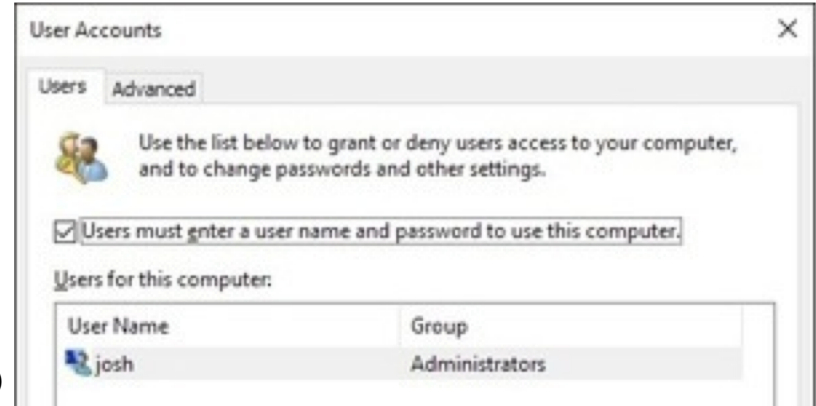 User Accounts
Users Advanced
Use the list below to grant or deny users access to your computer,
and to change passwords and other settings.
Users must enter a user name and password to use this computer.
Users for this computer:
User Name Group
josh Administrators
)